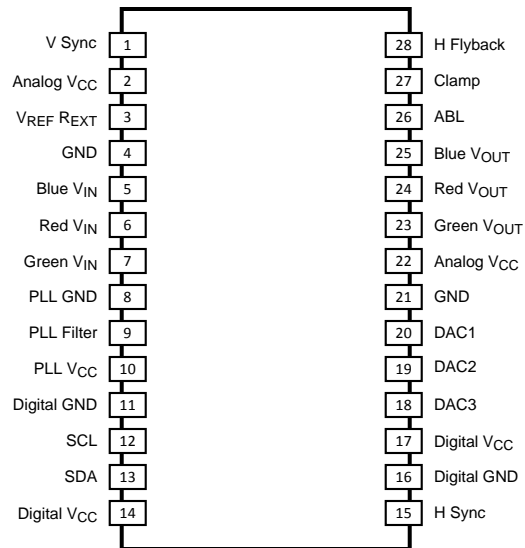 V Sync 1
Analog VCC 2
VREF REXT 3
GND 4
Blue VIN 5
Red VIN 6
Green VIN 7
PLL GND 8
PLL Filter 9
PLL VCC 10
Digital GND 11
SCL 12
SDA 13
Digital VCC 14
28 H Flyback
27 Clamp
26 ABL
25 Blue VOUT
24 Red VOUT
23 Green VOUT
22 Analog VCC
21 GND
20 DAC1
19 DAC2
18 DAC3
17 Digital VCC
16 Digital GND
15 H Sync